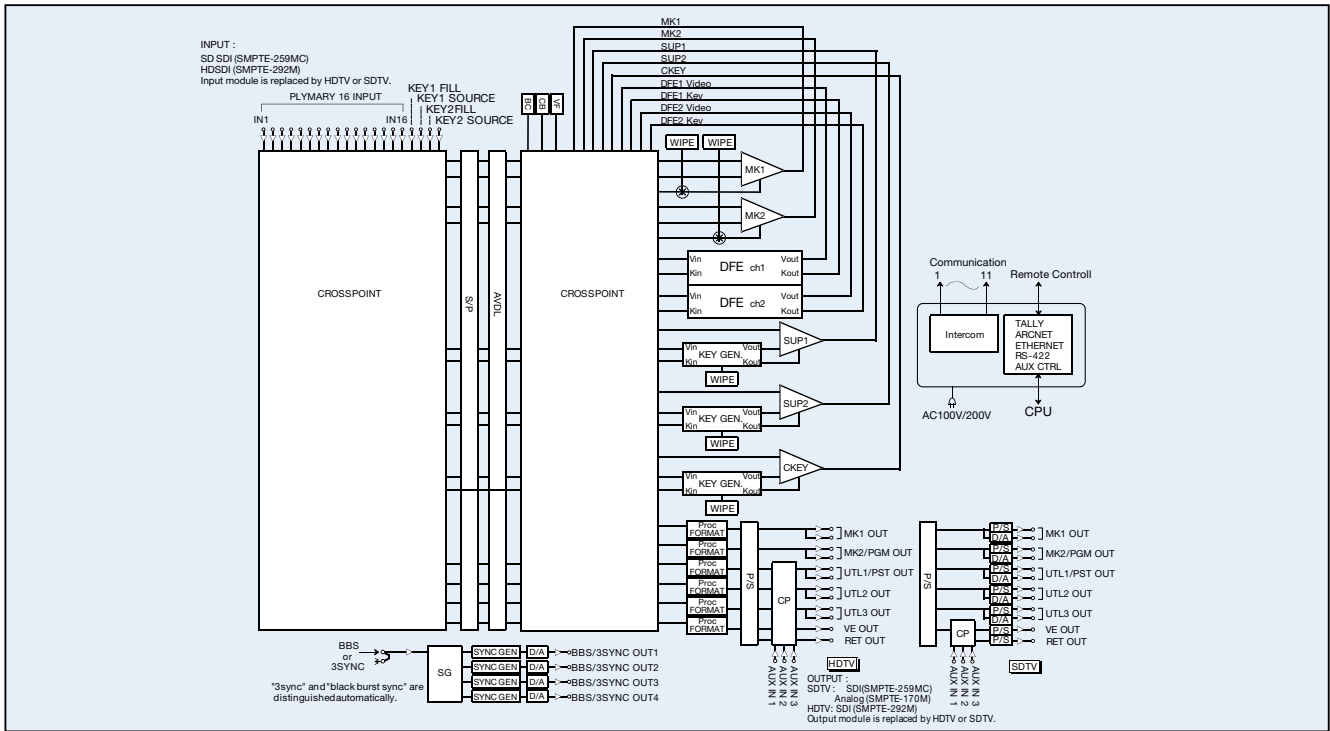 MK1
MK2
SUP1
SUP2
CKEY
DFE1 Video
DFE1 Key
DFE2 Video
DFE2 Key
INPUT :
SD SDI (SMPTE-259MC)
HDSDI (SMPTE-292M)
Input module is replaced by HDTV or SDTV.
PLYMARY 16 INPUT
KEY1 FILL
KEY1 SOURCE
KEY2FILL
KEY2 SOURCE
IN1
IN16
BC
CB
VF
WIPE
WIPE
MK1
MK2
CROSSPOINT
S/P
AVDL
CROSSPOINT
Vin
Kin
DFE ch1
Vout
Kout
Vin
Kin
DFE ch2
Vout
Kout
SUP1
Vin
Kin
KEY GEN.
Vout
Kout
WIPE
SUP2
Vin
Kin
KEY GEN.
Vout
Kout
WIPE
CKEY
Vin
Kin
KEY GEN.
Vout
Kout
WIPE
Communication
1
11
Remote Controll
Intercom
TALLY
ARCNET
ETHERNET
RS-422
AUX CTRL
AC100V/200V
CPU
Proc
FORMAT
Proc
FORMAT
Proc
FORMAT
Proc
FORMAT
Proc
FORMAT
Proc
FORMAT
P/S
CP
MK1 OUT
MK2/PGM OUT
UTL1/PST OUT
UTL2 OUT
UTL3 OUT
VE OUT
RET OUT
AUX IN 1
AUX IN 2
AUX IN 3
HDTV
P/S
CP
P/S
D/A
P/S
D/A
P/S
D/A
P/S
D/A
P/S
D/A
P/S
P/S
MK1 OUT
MK2/PGM OUT
UTL1/PST OUT
UTL2 OUT
UTL3 OUT
VE OUT
RET OUT
AUX IN 1
AUX IN 2
AUX IN 3
SDTV
BBS
or
3SYNC
SG
SYNC GEN
D/A
BBS/3SYNC OUT1
SYNC GEN
D/A
BBS/3SYNC OUT2
SYNC GEN
D/A
BBS/3SYNC OUT3
SYNC GEN
D/A
BBS/3SYNC OUT4
"3sync" and "black burst sync" are
distinguished automatically.
OUTPUT :
SDTV : SDI(SMPTE-259MC)
Analog (SMPTE-170M)
HDTV: SDI (SMPTE-292M)
Output module is replaced by HDTV or SDTV.